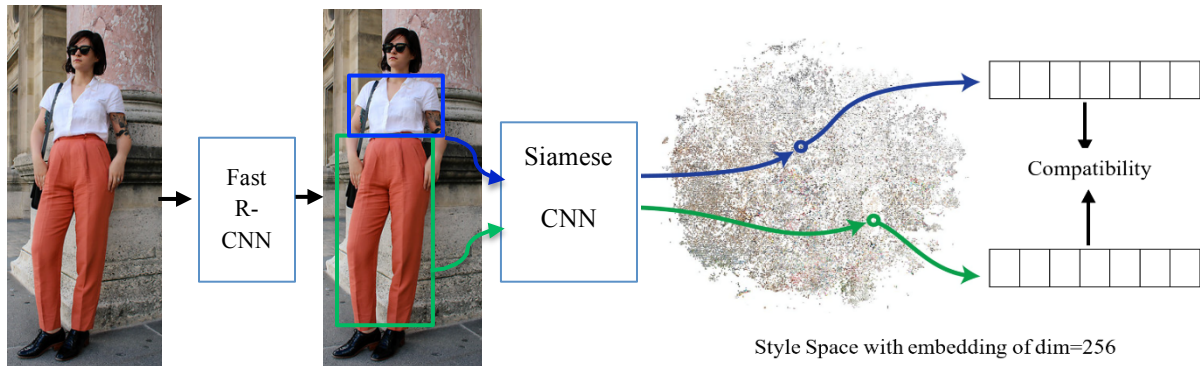 Fast
R-
CNN
Siamese
CNN
Compatibility
Style Space with embedding of dim=256